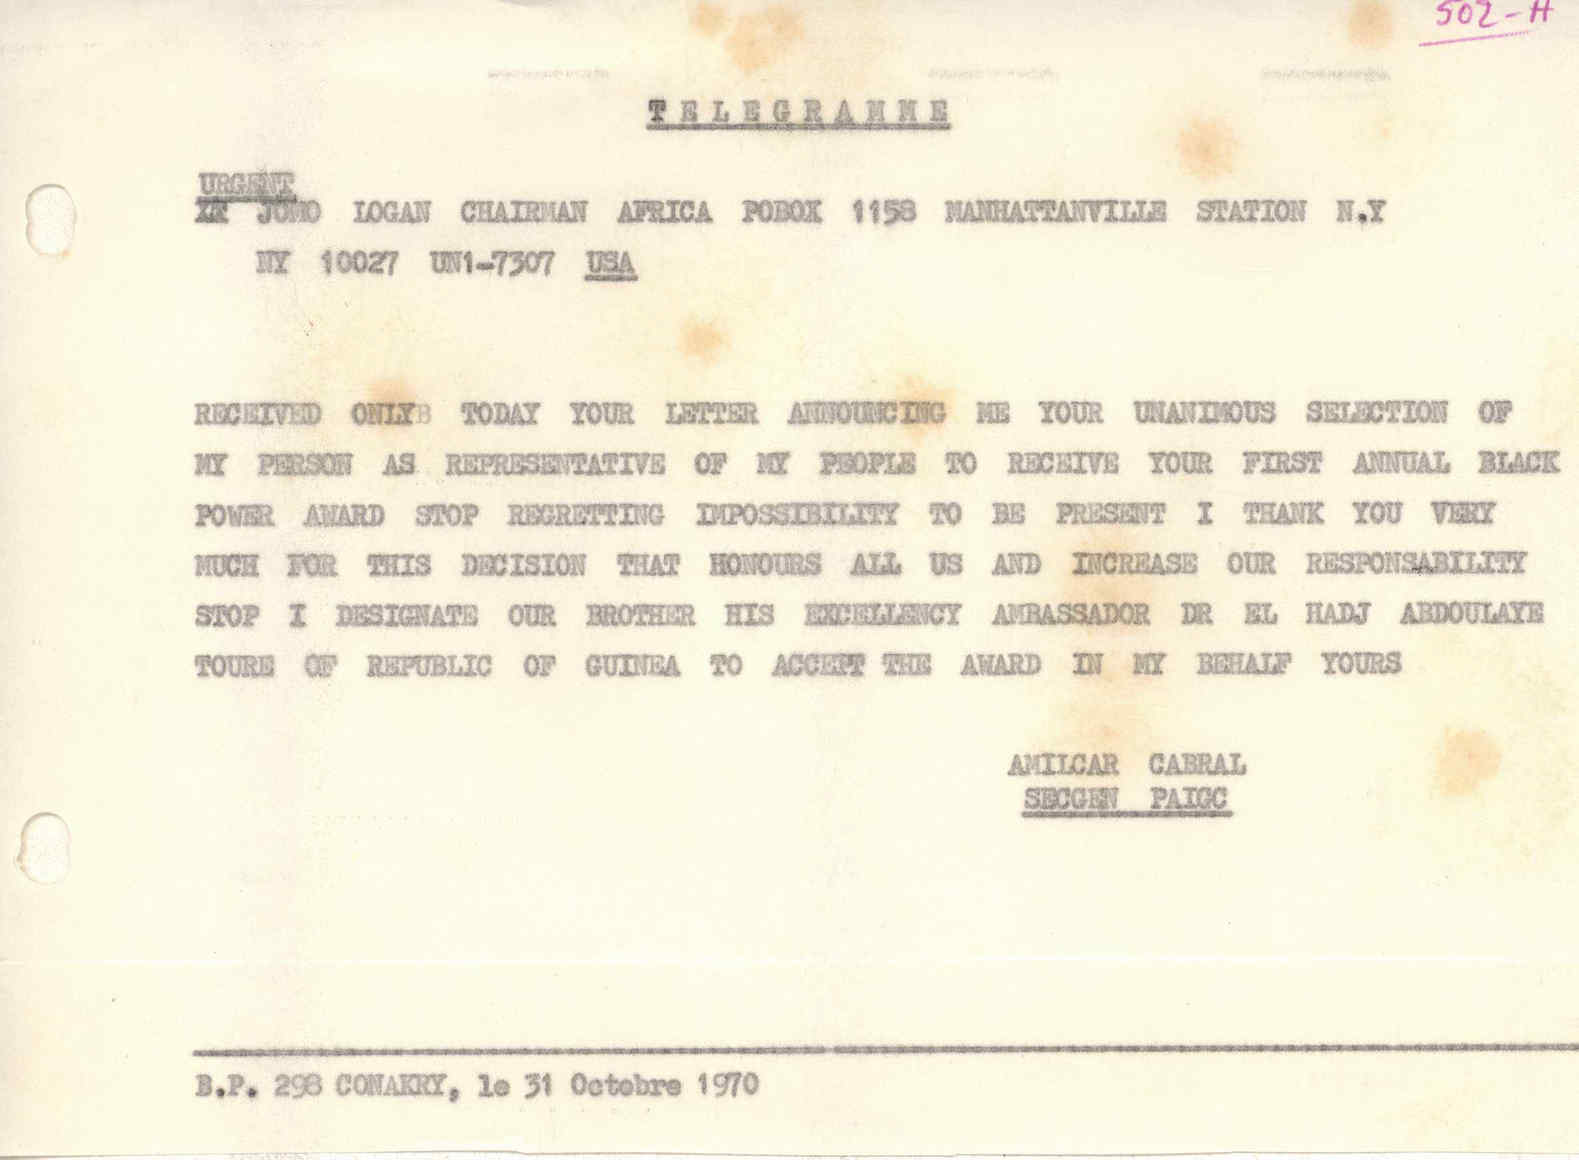 502-H
TELEGRAMME
URGENT
JOMO LOGAN CHAIRMAN AFRICA POBOX 1158 MANHATTANVILLE STATION N.Y
NY 10027 UN1-7307 USA
RECEIVED ONLY TODAY YOUR LETTER ANNOUNCING ME YOUR UNANIMOUS SELECTION OF
MY PERSON AS REPRESENTATIVE OF MY PEOPLE TO RECEIVE YOUR FIRST ANNUAL BLACK
POWER AWARD STOP REGRETTING IMPOSSIBILITY TO BE PRESENT I THANK YOU VERY
MUCH FOR THIS DECISION THAT HONOURS ALL US AND INCREASE OUR RESPONSABILITY
STOP I DESIGNATE OUR BROTHER HIS EXCELLENCY AMBASSADOR DR EL HADJ ABDOULAYE
TOURE OF REPUBLIC OF GUINEA TO ACCEPT THE AWARD IN MY BEHALF YOURS
AMILCAR CABRAL
SECGEN PAIGC
B.P. 298 CONAKRY, le 31 Octobre 1970